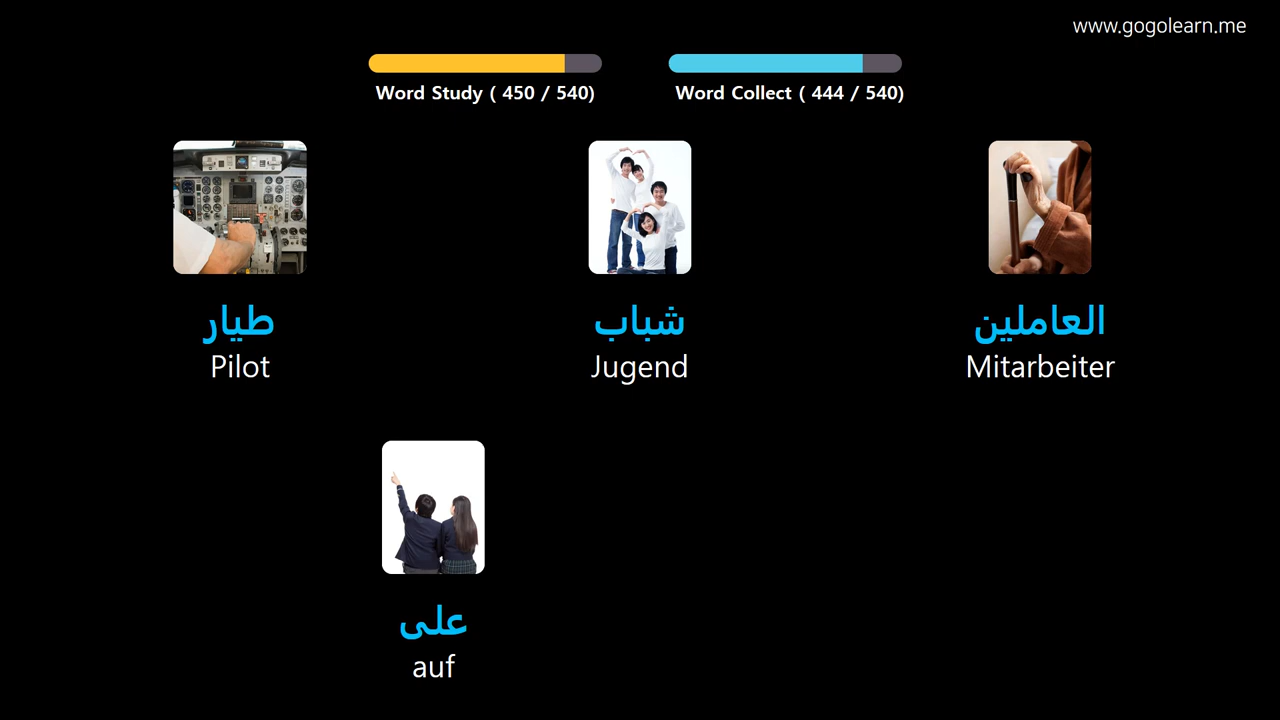 www.gogolearn.me
Word Study ( 450 / 540)
Word Collect ( 444 / 540)
طيار
Pilot
شباب
Jugend
العاملين
Mitarbeiter
على
auf